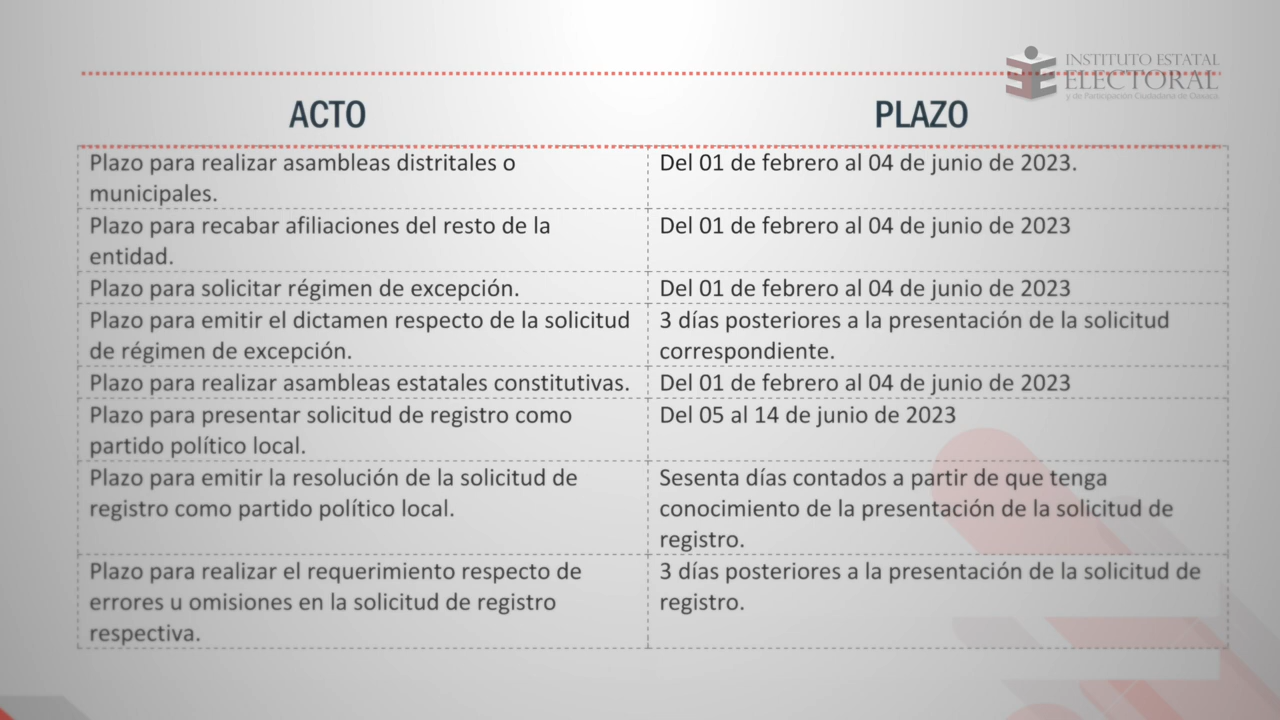 INSTITUTO ESTATAL
ELECTORAL
y de Participación Ciudadana de Oaxaca
ACTO PLAZO
Plazo para realizar asambleas distritales o
municipales.
Del 01 de febrero al 04 de junio de 2023.
Plazo para recabar afiliaciones del resto de la
entidad.
Del 01 de febrero al 04 de junio de 2023
Plazo para solicitar régimen de excepción.
Del 01 de febrero al 04 de junio de 2023
Plazo para emitir el dictamen respecto de la solicitud
de régimen de excepción.
3 días posteriores a la presentación de la solicitud
correspondiente.
Plazo para realizar asambleas estatales constitutivas.
Del 01 de febrero al 04 de junio de 2023
Plazo para presentar solicitud de registro como
partido político local.
Del 05 al 14 de junio de 2023
Plazo para emitir la resolución de la solicitud de
registro como partido político local.
Sesenta días contados a partir de que tenga
conocimiento de la presentación de la solicitud de
registro.
Plazo para realizar el requerimiento respecto de
errores u omisiones en la solicitud de registro
respectiva.
3 días posteriores a la presentación de la solicitud de
registro.